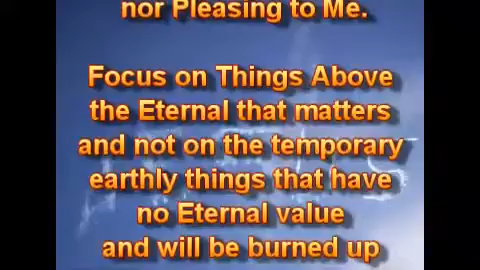 nor Pleasing to Me.
Focus on Things Above
the Eternal that matters
and not on the temporary
earthly things that have
no Eternal value
and will be burned up